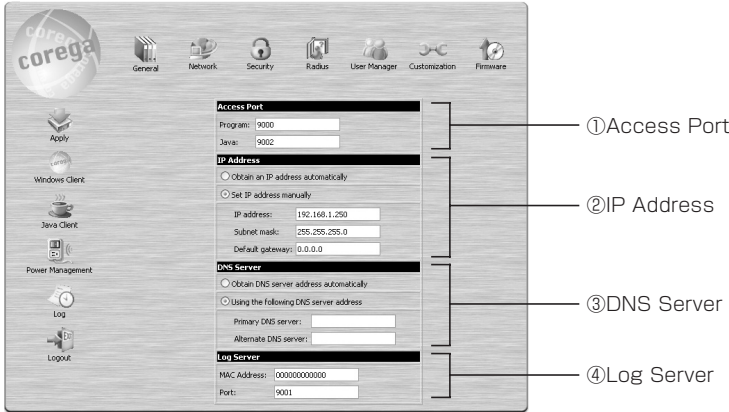 corega
General
Network
Security
Radius
User Manager
Customization
Firmware
Apply
corega
Windows Client
Java Client
Power Management
Log
Logout
Access Port
Program: 9000
Java: 9002
IP Address
Obtain an IP address automatically
Set IP address manually
IP address: 192.168.1.250
Subnet mask: 255.255.255.0
Default gateway: 0.0.0.0
DNS Server
Obtain DNS server address automatically
Using the following DNS server address
Primary DNS server:
Alternate DNS server:
Log Server
MAC Address: 000000000000
Port: 9001
①Access Port
②IP Address
③DNS Server
④Log Server